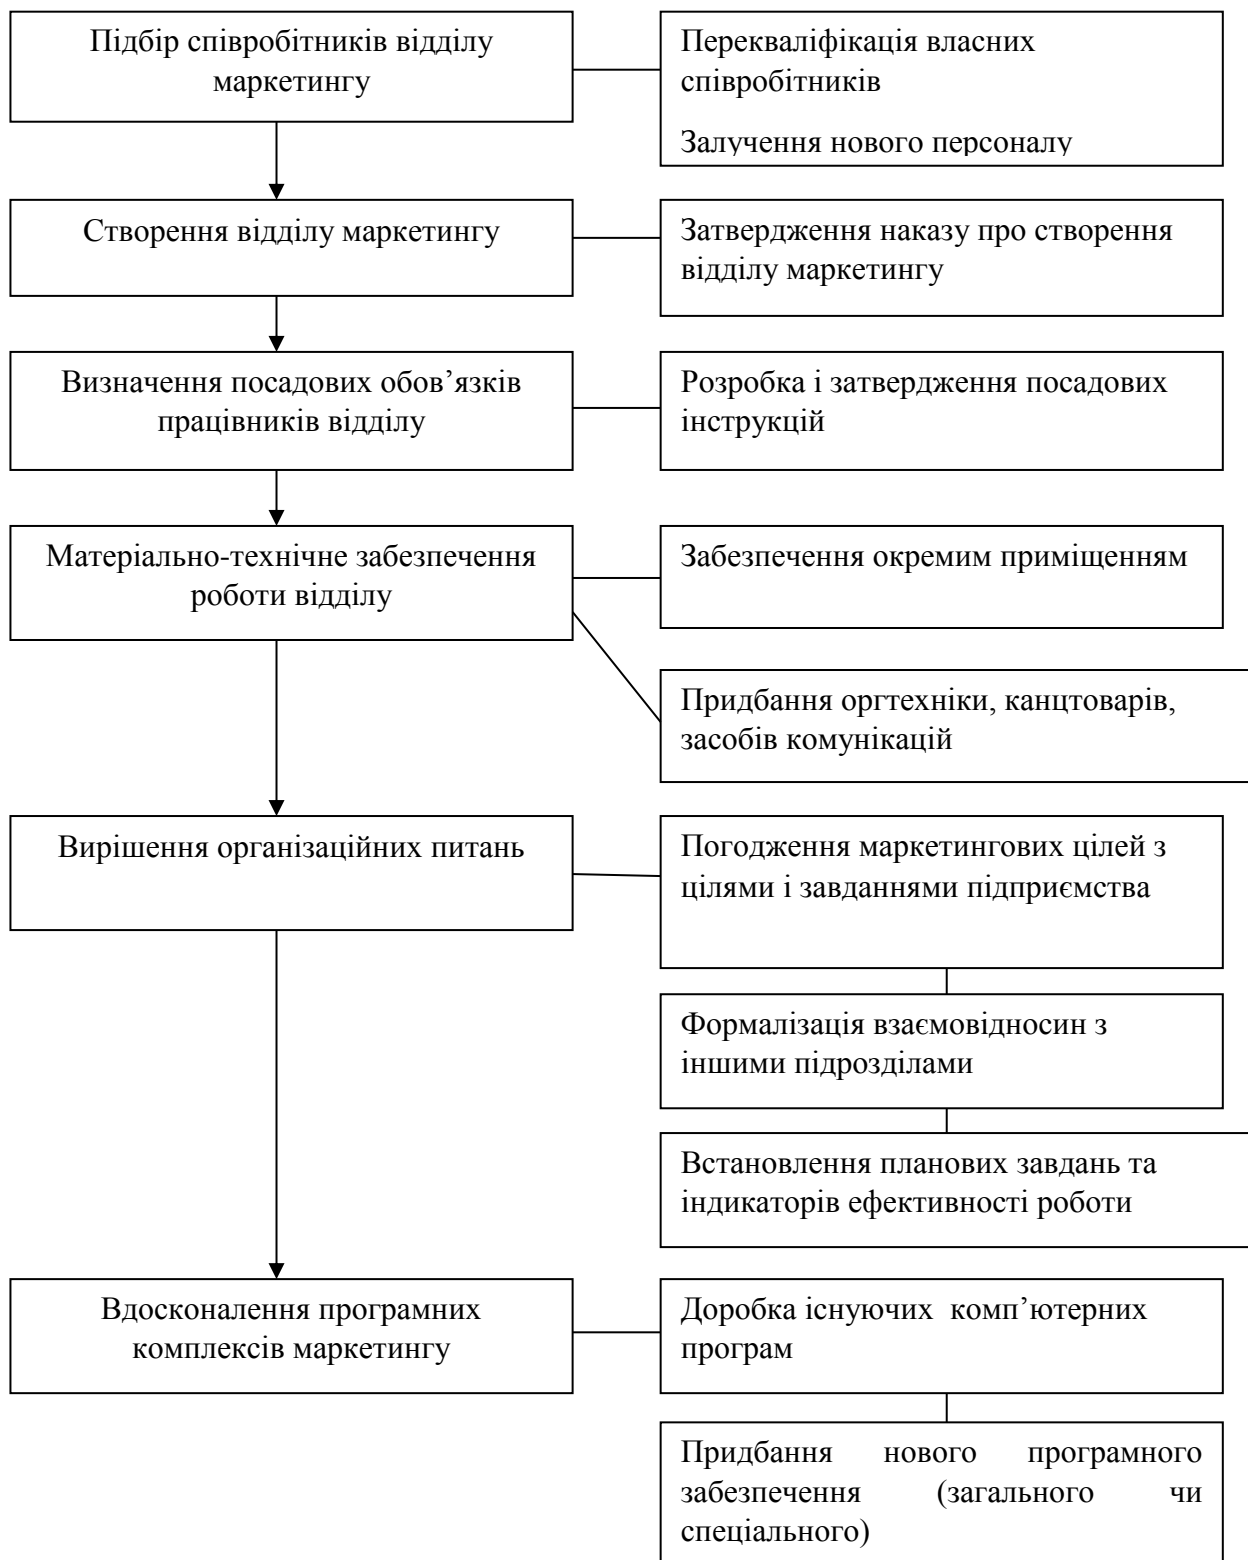 Підбір співробітників відділу
маркетингу
Перекваліфікація власних
співробітників
Залучення нового персоналу
Створення відділу маркетингу
Затвердження наказу про створення
відділу маркетингу
Визначення посадових обов’язків
працівників відділу
Розробка і затвердження посадових
інструкцій
Матеріально-технічне забезпечення
роботи відділу
Забезпечення окремим приміщенням
Придбання оргтехніки, канцтоварів,
засобів комунікацій
Вирішення організаційних питань
Погодження маркетингових цілей з
цілями і завданнями підприємства
Формалізація взаємовідносин з
іншими підрозділами
Встановлення планових завдань та
індикаторів ефективності роботи
Вдосконалення програмних
комплексів маркетингу
Доробка існуючих комп’ютерних
програм
Придбання нового програмного
забезпечення (загального чи
спеціального)